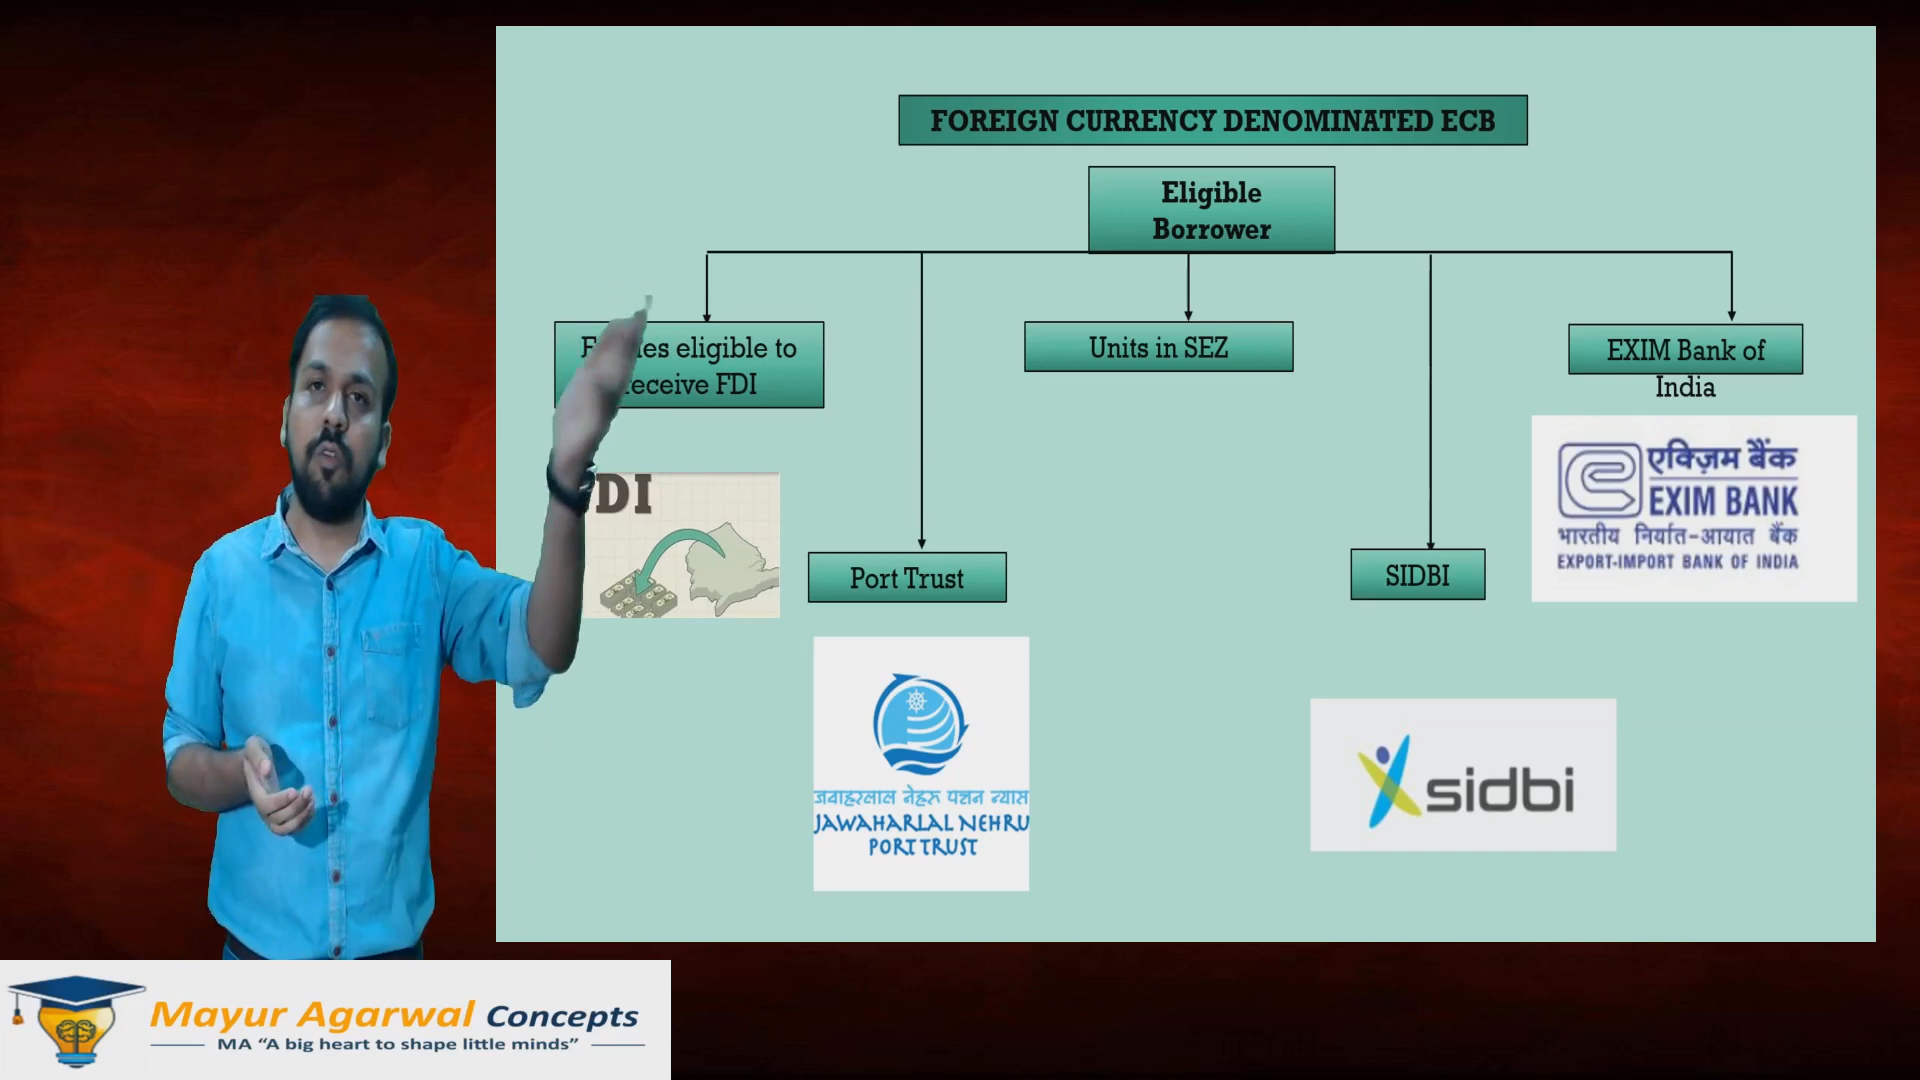 FOREIGN CURRENCY DENOMINATED ECB
Eligible
Borrower
eligible to
receive FDI
Units in SEZ
EXIM Bank of
India
DI
एक्ज़िम बैंक
EXIM BANK
भारतीय निर्यात-आयात बैंक
EXPORT-IMPORT BANK OF INDIA
Port Trust
SIDBI
जवाहरलाल नेहरू पत्तन न्यास
JAWAHARLAL NEHRU
PORT TRUST
sidbi
Mayur Agarwal Concepts
MA “A big heart to shape little minds”